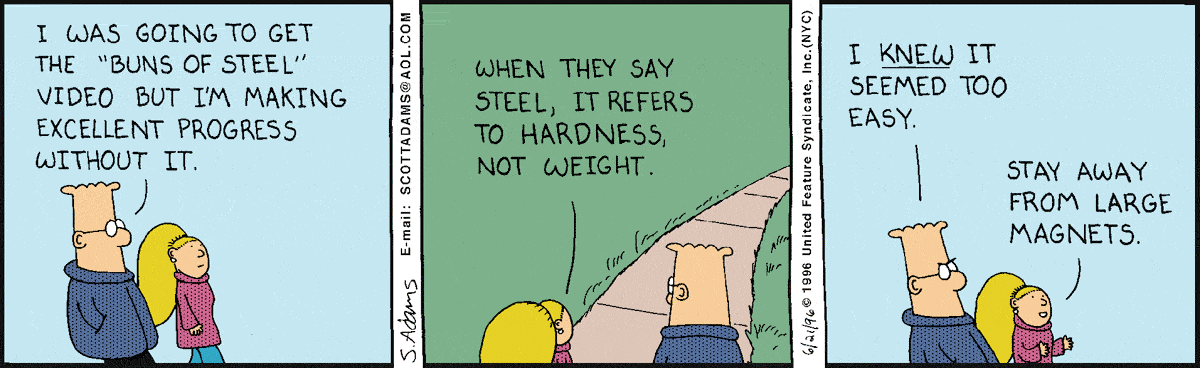 I WAS GOING TO GET
THE "BUNS OF STEEL"
VIDEO BUT I'M MAKING
EXCELLENT PROGRESS
WITHOUT IT.
S. Adams
E-mail: SCOTTADAMS@AOL.COM
WHEN THEY SAY
STEEL, IT REFERS
TO HARDNESS,
NOT WEIGHT.
6/21/96 © 1996 United Feature Syndicate, Inc.(NYC)
I KNEW IT
SEEMED TOO
EASY.
STAY AWAY
FROM LARGE
MAGNETS.